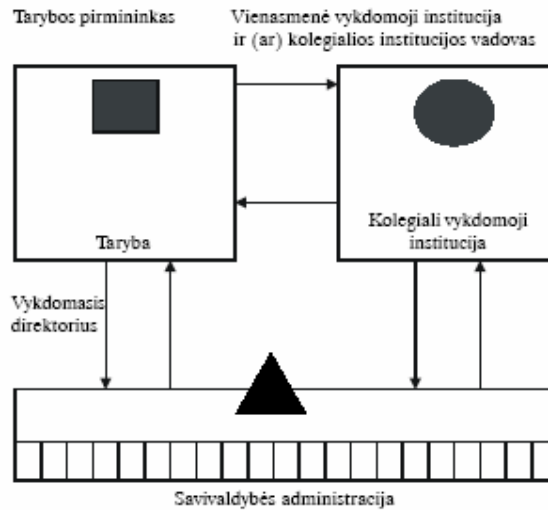 Tarybos pirmininkas
Vienasmenė vykdomoji institucija
ir (ar) kolegialios institucijos vadovas
Taryba
Kolegiali vykdomoji
institucija
Vykdomasis
direktorius
Savivaldybės administracija